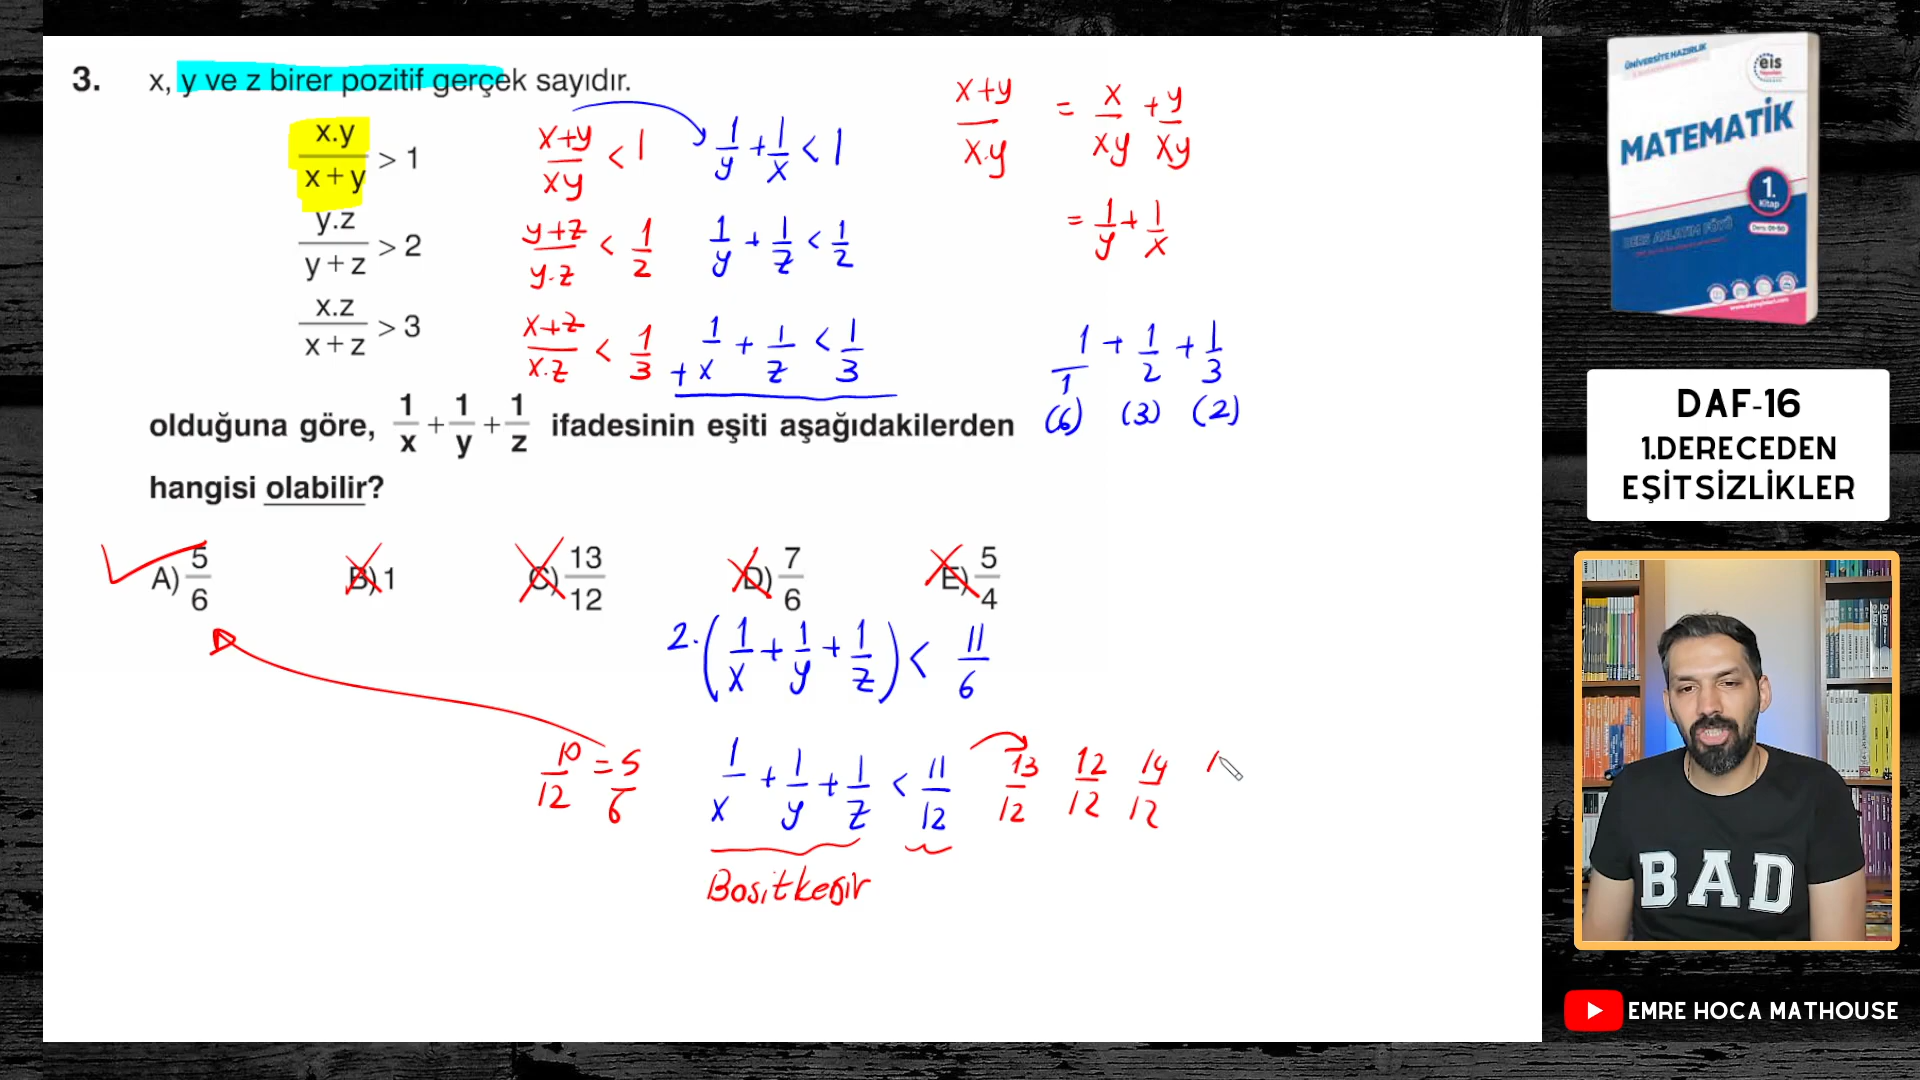 3. x, y ve z birer pozitif gerçek sayıdır.
x.y / x + y > 1
y.z / y + z > 2
x.z / x + z > 3
x+y / xy < 1
1/y + 1/x < 1
y+z / y.z < 1/2
1/y + 1/z < 1/2
x+z / x.z < 1/3
+ 1/x + 1/z < 1/3
x+y / x.y = x/xy + y/xy
= 1/y + 1/x
1/1 + 1/2 + 1/3
(6) (3) (2)
olduğuna göre, 1/x + 1/y + 1/z ifadesinin eşiti aşağıdakilerden
hangisi olabilir?
A) 5/6 B) 1 C) 13/12 D) 7/6 E) 5/4
2.(1/x + 1/y + 1/z) < 11/6
10/12 = 5/6
1/x + 1/y + 1/z < 11/12
13/12 12/12 14/12 1
Basit kesir
ÜNİVERSİTE HAZIRLIK
eis
MATEMATİK
1.
Kitap
DERS ANLATIM FÖYÜ
DAF-16
1.DERECEDEN
EŞİTSİZLİKLER
BAD
EMRE HOCA MATHOUSE